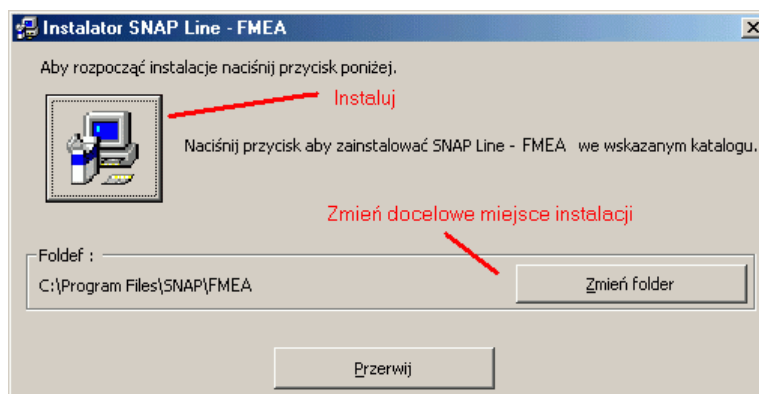 Instalator SNAP Line - FMEA
Aby rozpocząć instalacje naciśnij przycisk poniżej.
Instaluj
Naciśnij przycisk aby zainstalować SNAP Line - FMEA we wskazanym katalogu.
Zmień docelowe miejsce instalacji
Foldef :
C:\Program Files\SNAP\FMEA
Zmień folder
Przerwij